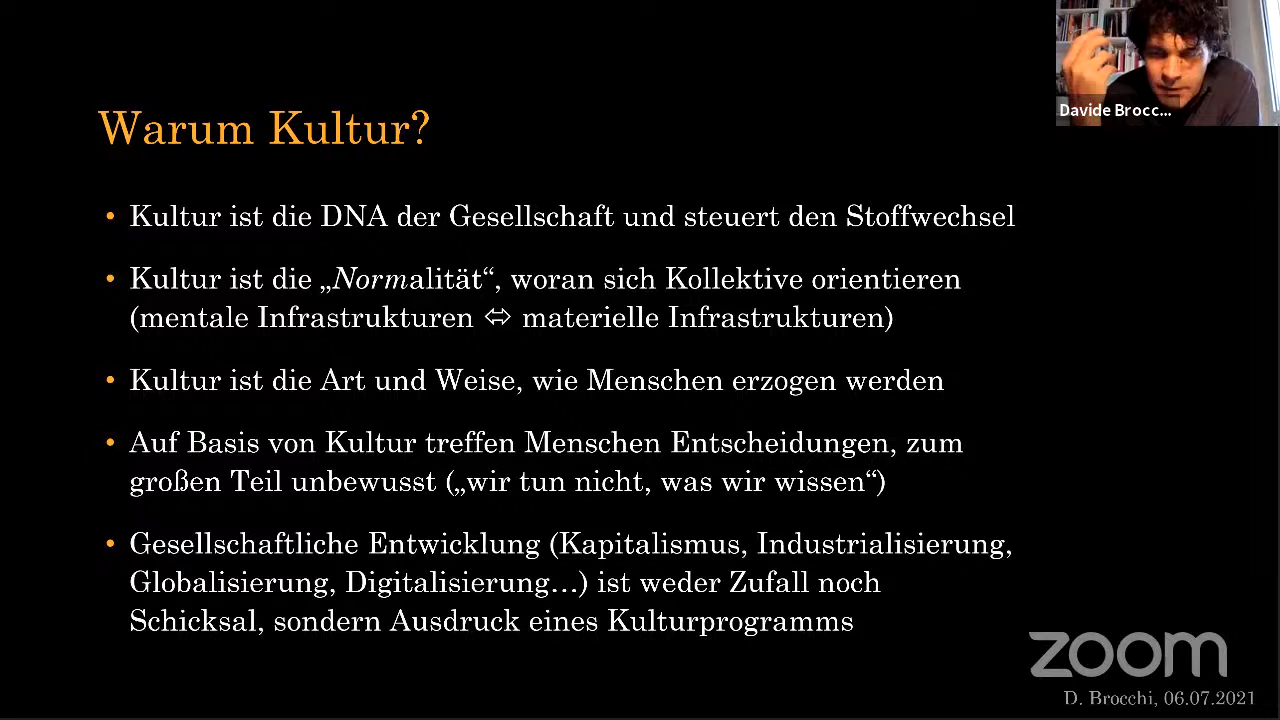 Davide Brocc...
Warum Kultur?
• Kultur ist die DNA der Gesellschaft und steuert den Stoffwechsel
• Kultur ist die „Normalität“, woran sich Kollektive orientieren
(mentale Infrastrukturen ⬄ materielle Infrastrukturen)
• Kultur ist die Art und Weise, wie Menschen erzogen werden
• Auf Basis von Kultur treffen Menschen Entscheidungen, zum
großen Teil unbewusst („wir tun nicht, was wir wissen“)
• Gesellschaftliche Entwicklung (Kapitalismus, Industrialisierung,
Globalisierung, Digitalisierung…) ist weder Zufall noch
Schicksal, sondern Ausdruck eines Kulturprogramms
zoom
D. Brocchi, 06.07.2021